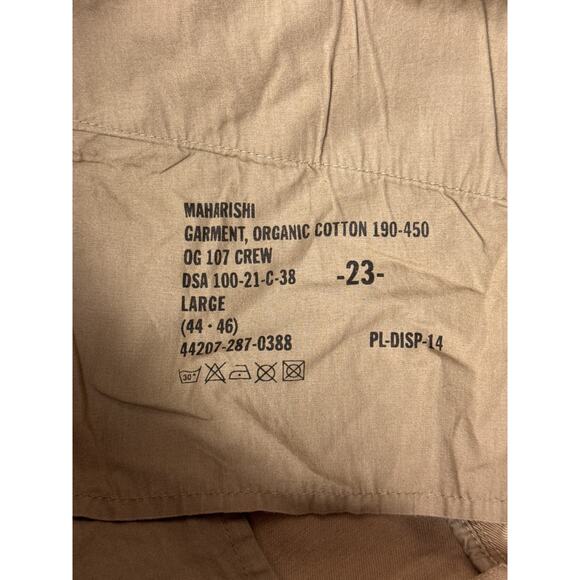 MAHARISHI
GARMENT, ORGANIC COTTON 190-450
OG 107 CREW
DSA 100-21-C-38 -23-
LARGE
(44 · 46)
44207-287-0388 PL-DISP-14
30°